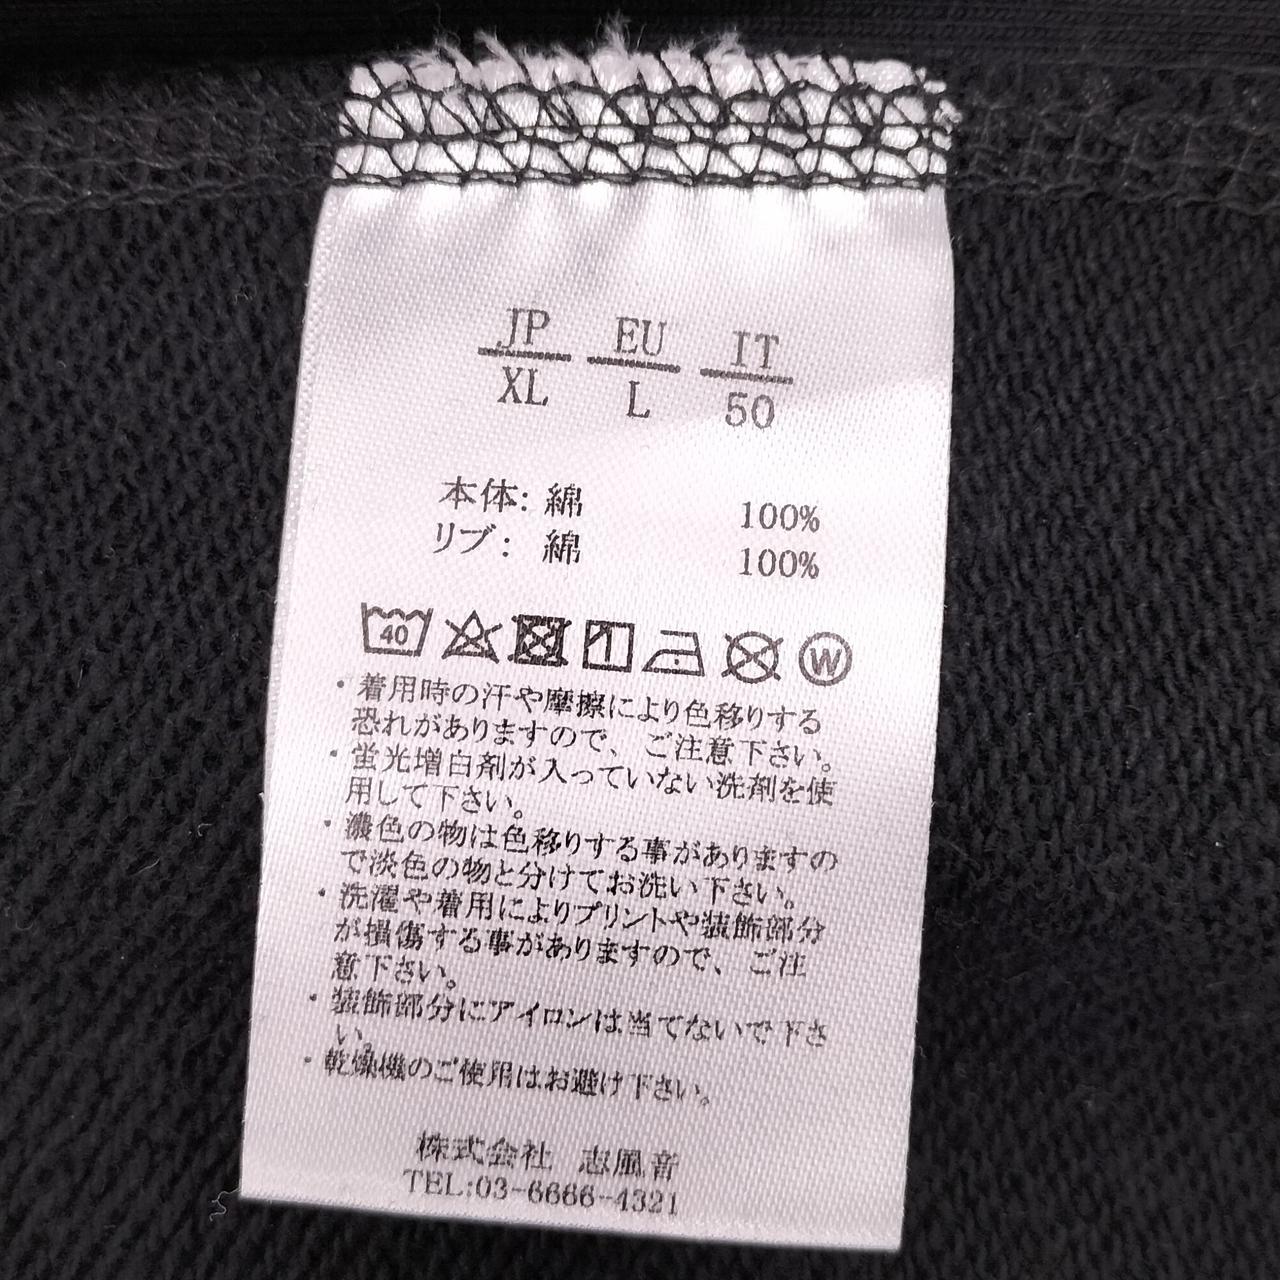 JP EU IT
XL L 50
本体: 綿 100%
リブ: 綿 100%
40 W
・着用時の汗や摩擦により色移りする
恐れがありますので、ご注意下さい。
・蛍光増白剤が入っていない洗剤を使
用して下さい。
・濃色の物は色移りする事がありますの
で淡色の物と分けてお洗い下さい。
・洗濯や着用によりプリントや装飾部分
が損傷する事がありますので、ご注
意下さい。
・装飾部分にアイロンは当てないで下さ
い。
・乾燥機のご使用はお避け下さい。
株式会社 志風音
TEL:03-6666-4321